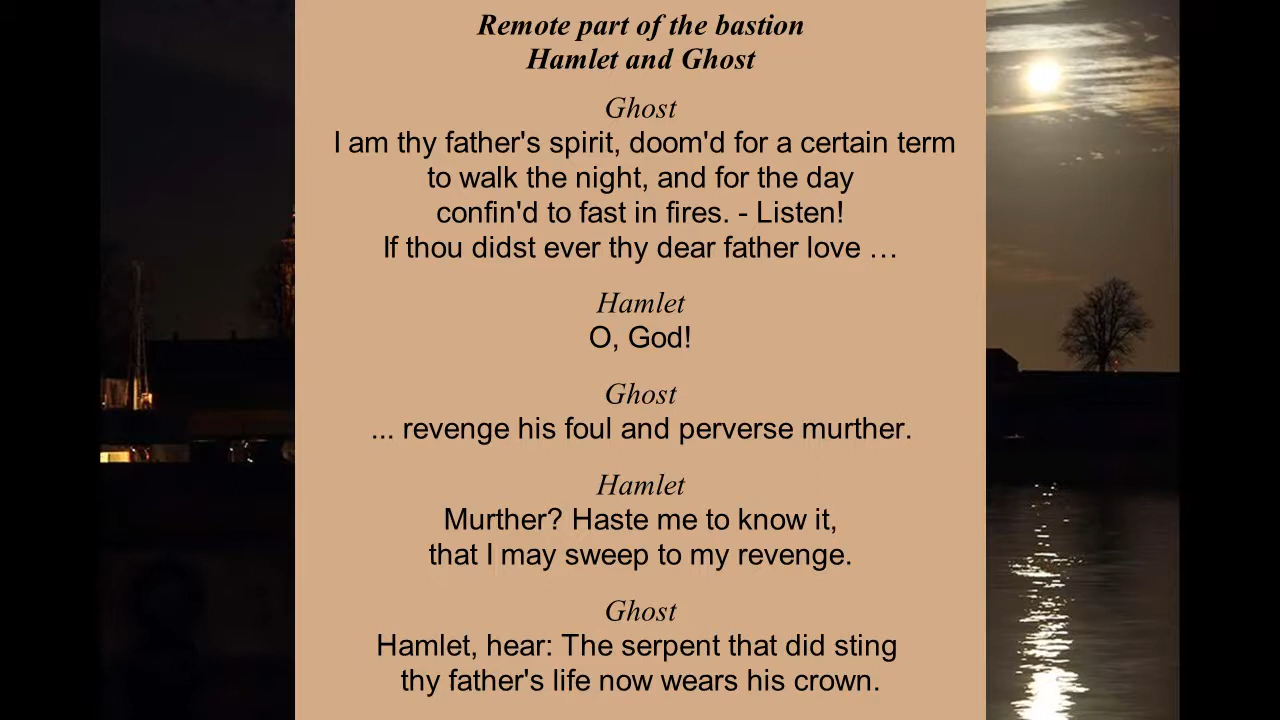 Remote part of the bastion
Hamlet and Ghost
Ghost
I am thy father's spirit, doom'd for a certain term
to walk the night, and for the day
confin'd to fast in fires. - Listen!
If thou didst ever thy dear father love …
Hamlet
O, God!
Ghost
... revenge his foul and perverse murther.
Hamlet
Murther? Haste me to know it,
that I may sweep to my revenge.
Ghost
Hamlet, hear: The serpent that did sting
thy father's life now wears his crown.